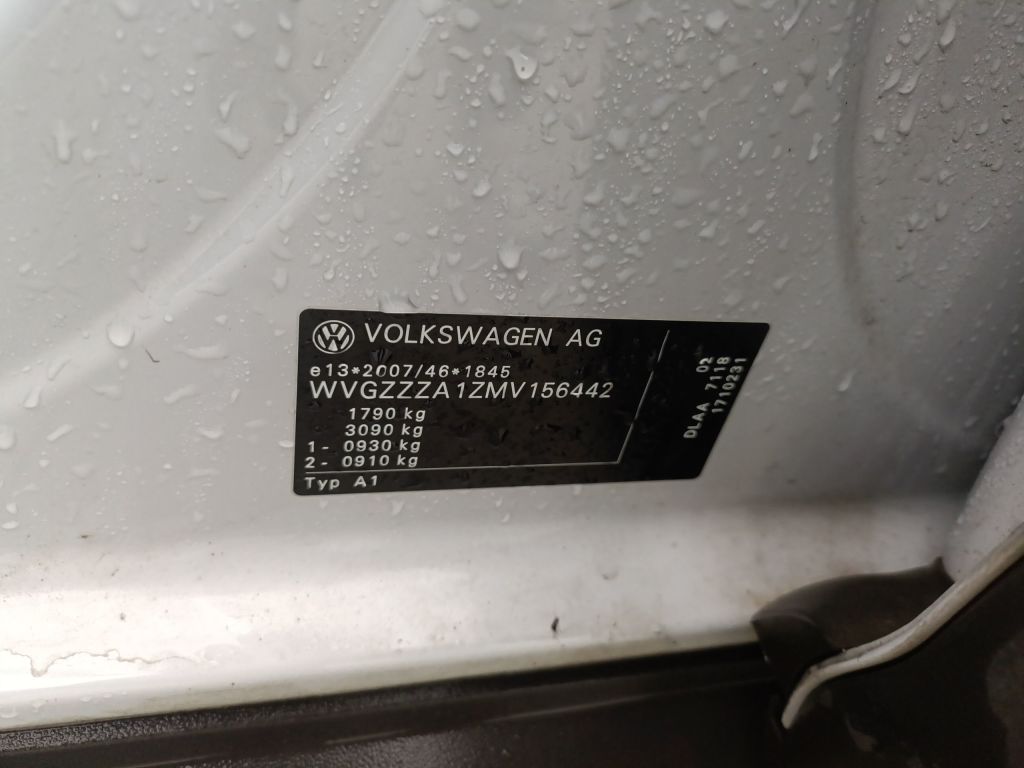 VOLKSWAGEN AG
e13*2007/46*1845
WVGZZZA1ZMV156442
1790 kg
3090 kg
1- 0930 kg
2- 0910 kg
Typ A1
02
DLAA 7118
1710231